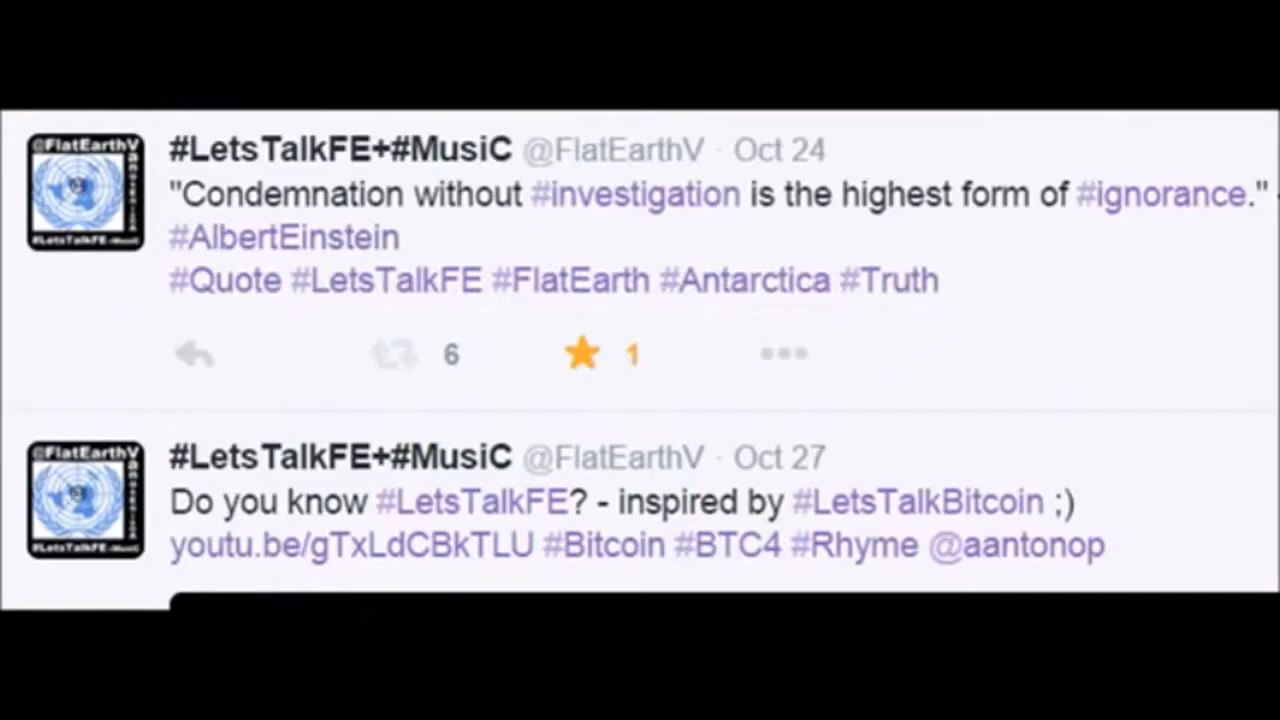 #LetsTalkFE+#MusiC @FlatEarthV · Oct 24
"Condemnation without #investigation is the highest form of #ignorance."
#AlbertEinstein
#Quote #LetsTalkFE #FlatEarth #Antarctica #Truth
6 1
#LetsTalkFE+#MusiC @FlatEarthV · Oct 27
Do you know #LetsTalkFE? - inspired by #LetsTalkBitcoin ;)
youtu.be/gTxLdCBkTLU #Bitcoin #BTC4 #Rhyme @aantonop